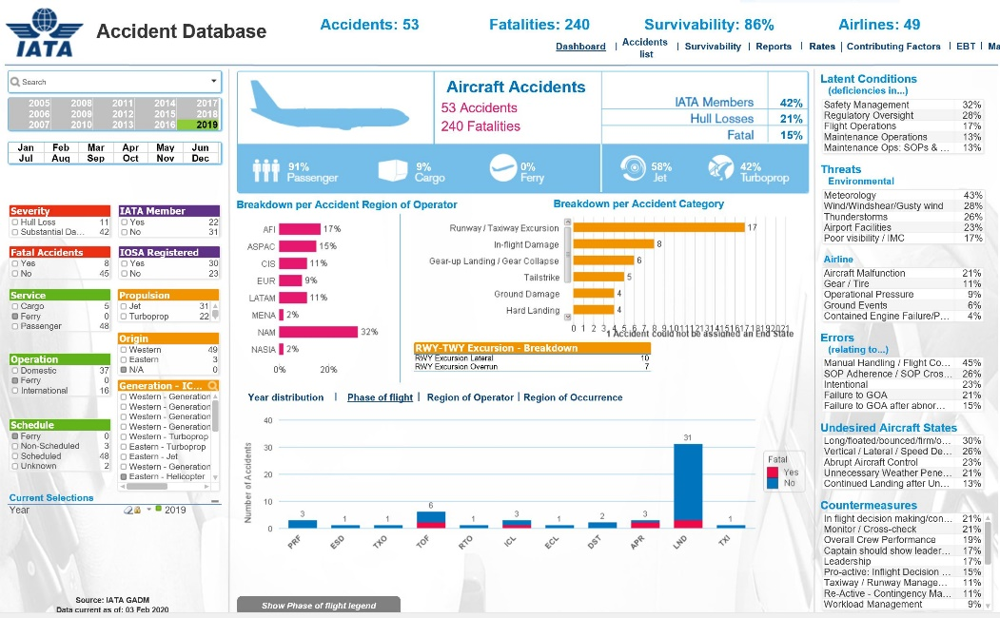 IATA
Accident Database
Accidents: 53
Fatalities: 240
Survivability: 86%
Airlines: 49
Dashboard | Accidents list | Survivability | Reports | Rates | Contributing Factors | EBT | Ma
Search
2005 2008 2011 2014 2017
2006 2009 2012 2015 2018
2007 2010 2013 2016 2019
Jan Feb Mar Apr May Jun
Jul Aug Sep Oct Nov Dec
Severity
Hull Loss 11
Substantial Da... 42
IATA Member
Yes 22
No 31
Fatal Accidents
Yes 8
No 45
IOSA Registered
Yes 30
No 23
Service
Cargo 5
Ferry 0
Passenger 48
Propulsion
Jet 31
Turboprop 22
Origin
Western 49
Eastern 3
N/A 0
Operation
Domestic 37
Ferry 0
International 16
Generation - IC...
Western - Generation
Western - Generation
Western - Generation
Western - Generation
Western - Turboprop
Eastern - Turboprop
Eastern - Jet
Western - Generation
Eastern - Helicopter
Schedule
Ferry 0
Non-Scheduled 3
Scheduled 48
Unknown 2
Current Selections
Year 2019
Source: IATA GADM
Data current as of: 03 Feb 2020
Aircraft Accidents
53 Accidents
240 Fatalities
IATA Members 42%
Hull Losses 21%
Fatal 15%
91% Passenger
9% Cargo
0% Ferry
58% Jet
42% Turboprop
Breakdown per Accident Region of Operator
AFI 17%
ASPAC 15%
CIS 11%
EUR 9%
LATAM 11%
MENA 2%
NAM 32%
NASIA 2%
0% 20%
Breakdown per Accident Category
Runway / Taxiway Excursion 17
In-flight Damage 8
Gear-up Landing / Gear Collapse 6
Tailstrike 5
Ground Damage 4
Hard Landing 4
0 1 2 3 4 5 6 7 8 9 10 11 12 13 14 15 16 17 18 19 20 21
1 Accident could not be assigned an End State
RWY-TWY Excursion - Breakdown
RWY Excursion Lateral 10
RWY Excursion Overrun 7
Year distribution | Phase of flight | Region of Operator | Region of Occurrence
Number of Accidents
40
30
20
10
0
3 1 1 6 1 3 1 2 3 31 1
PRF ESD TXO TOF RTO ICL ECL DST APR LND TXI
Fatal
Yes
No
Show Phase of flight legend
Latent Conditions
(deficiencies in...)
Safety Management 32%
Regulatory Oversight 28%
Flight Operations 17%
Maintenance Operations 13%
Maintenance Ops: SOPs & ... 13%
Threats
Environmental
Meteorology 43%
Wind/Windshear/Gusty wind 28%
Thunderstorms 26%
Airport Facilities 23%
Poor visibility / IMC 17%
Airline
Aircraft Malfunction 21%
Gear / Tire 11%
Operational Pressure 9%
Ground Events 6%
Contained Engine Failure/P... 4%
Errors
(relating to...)
Manual Handling / Flight Co... 45%
SOP Adherence / SOP Cros... 26%
Intentional 23%
Failure to GOA 21%
Failure to GOA after abnor... 15%
Undesired Aircraft States
Long/floated/bounced/firm/o... 30%
Vertical / Lateral / Speed De... 26%
Abrupt Aircraft Control 23%
Unnecessary Weather Pene... 21%
Continued Landing after Un... 13%
Countermeasures
In flight decision making/con... 21%
Monitor / Cross-check 21%
Overall Crew Performance 19%
Captain should show leader... 17%
Leadership 17%
Pro-active: Inflight Decision ... 15%
Taxiway / Runway Manage... 11%
Re-Active - Contingency Ma... 11%
Workload Management 9%